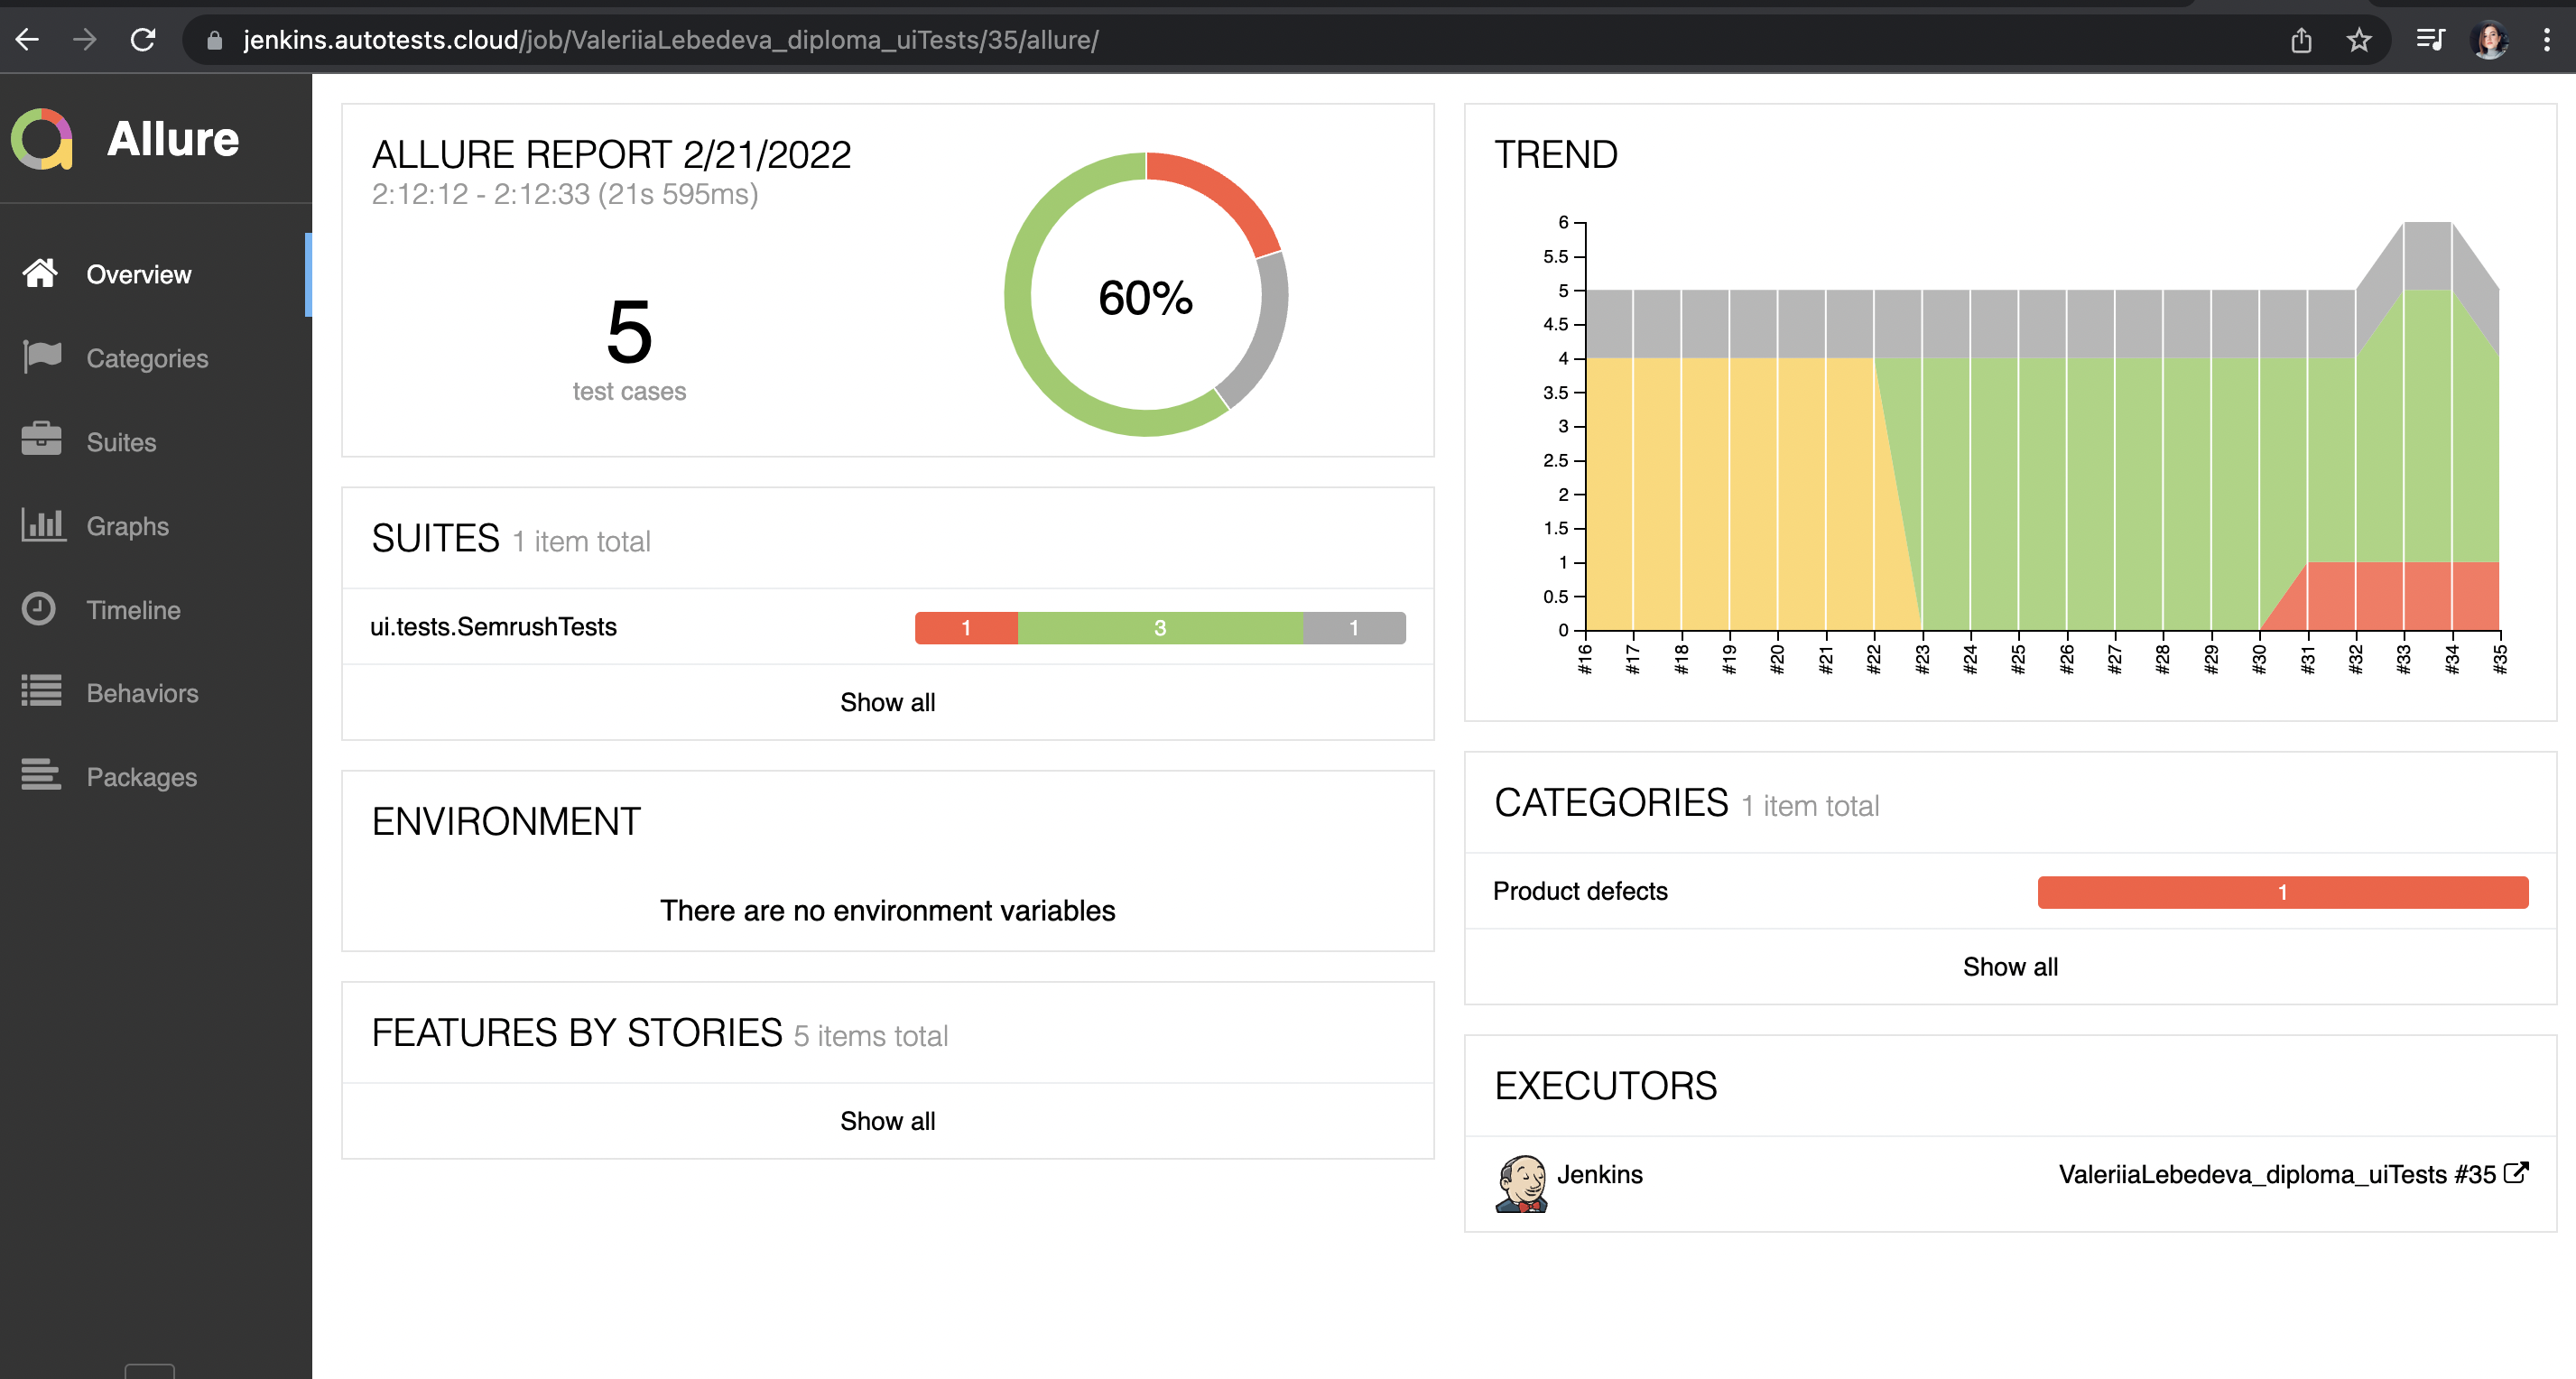 jenkins.autotests.cloud/job/ValeriiaLebedeva_diploma_uiTests/35/allure/
Allure
Overview
Categories
Suites
Graphs
Timeline
Behaviors
Packages
ALLURE REPORT 2/21/2022
2:12:12 - 2:12:33 (21s 595ms)
5
test cases
60%
SUITES 1 item total
ui.tests.SemrushTests 1 3 1
Show all
ENVIRONMENT
There are no environment variables
FEATURES BY STORIES 5 items total
Show all
TREND
6
5.5
5
4.5
4
3.5
3
2.5
2
1.5
1
0.5
0
#16 #17 #18 #19 #20 #21 #22 #23 #24 #25 #26 #27 #28 #29 #30 #31 #32 #33 #34 #35
CATEGORIES 1 item total
Product defects 1
Show all
EXECUTORS
Jenkins ValeriiaLebedeva_diploma_uiTests #35